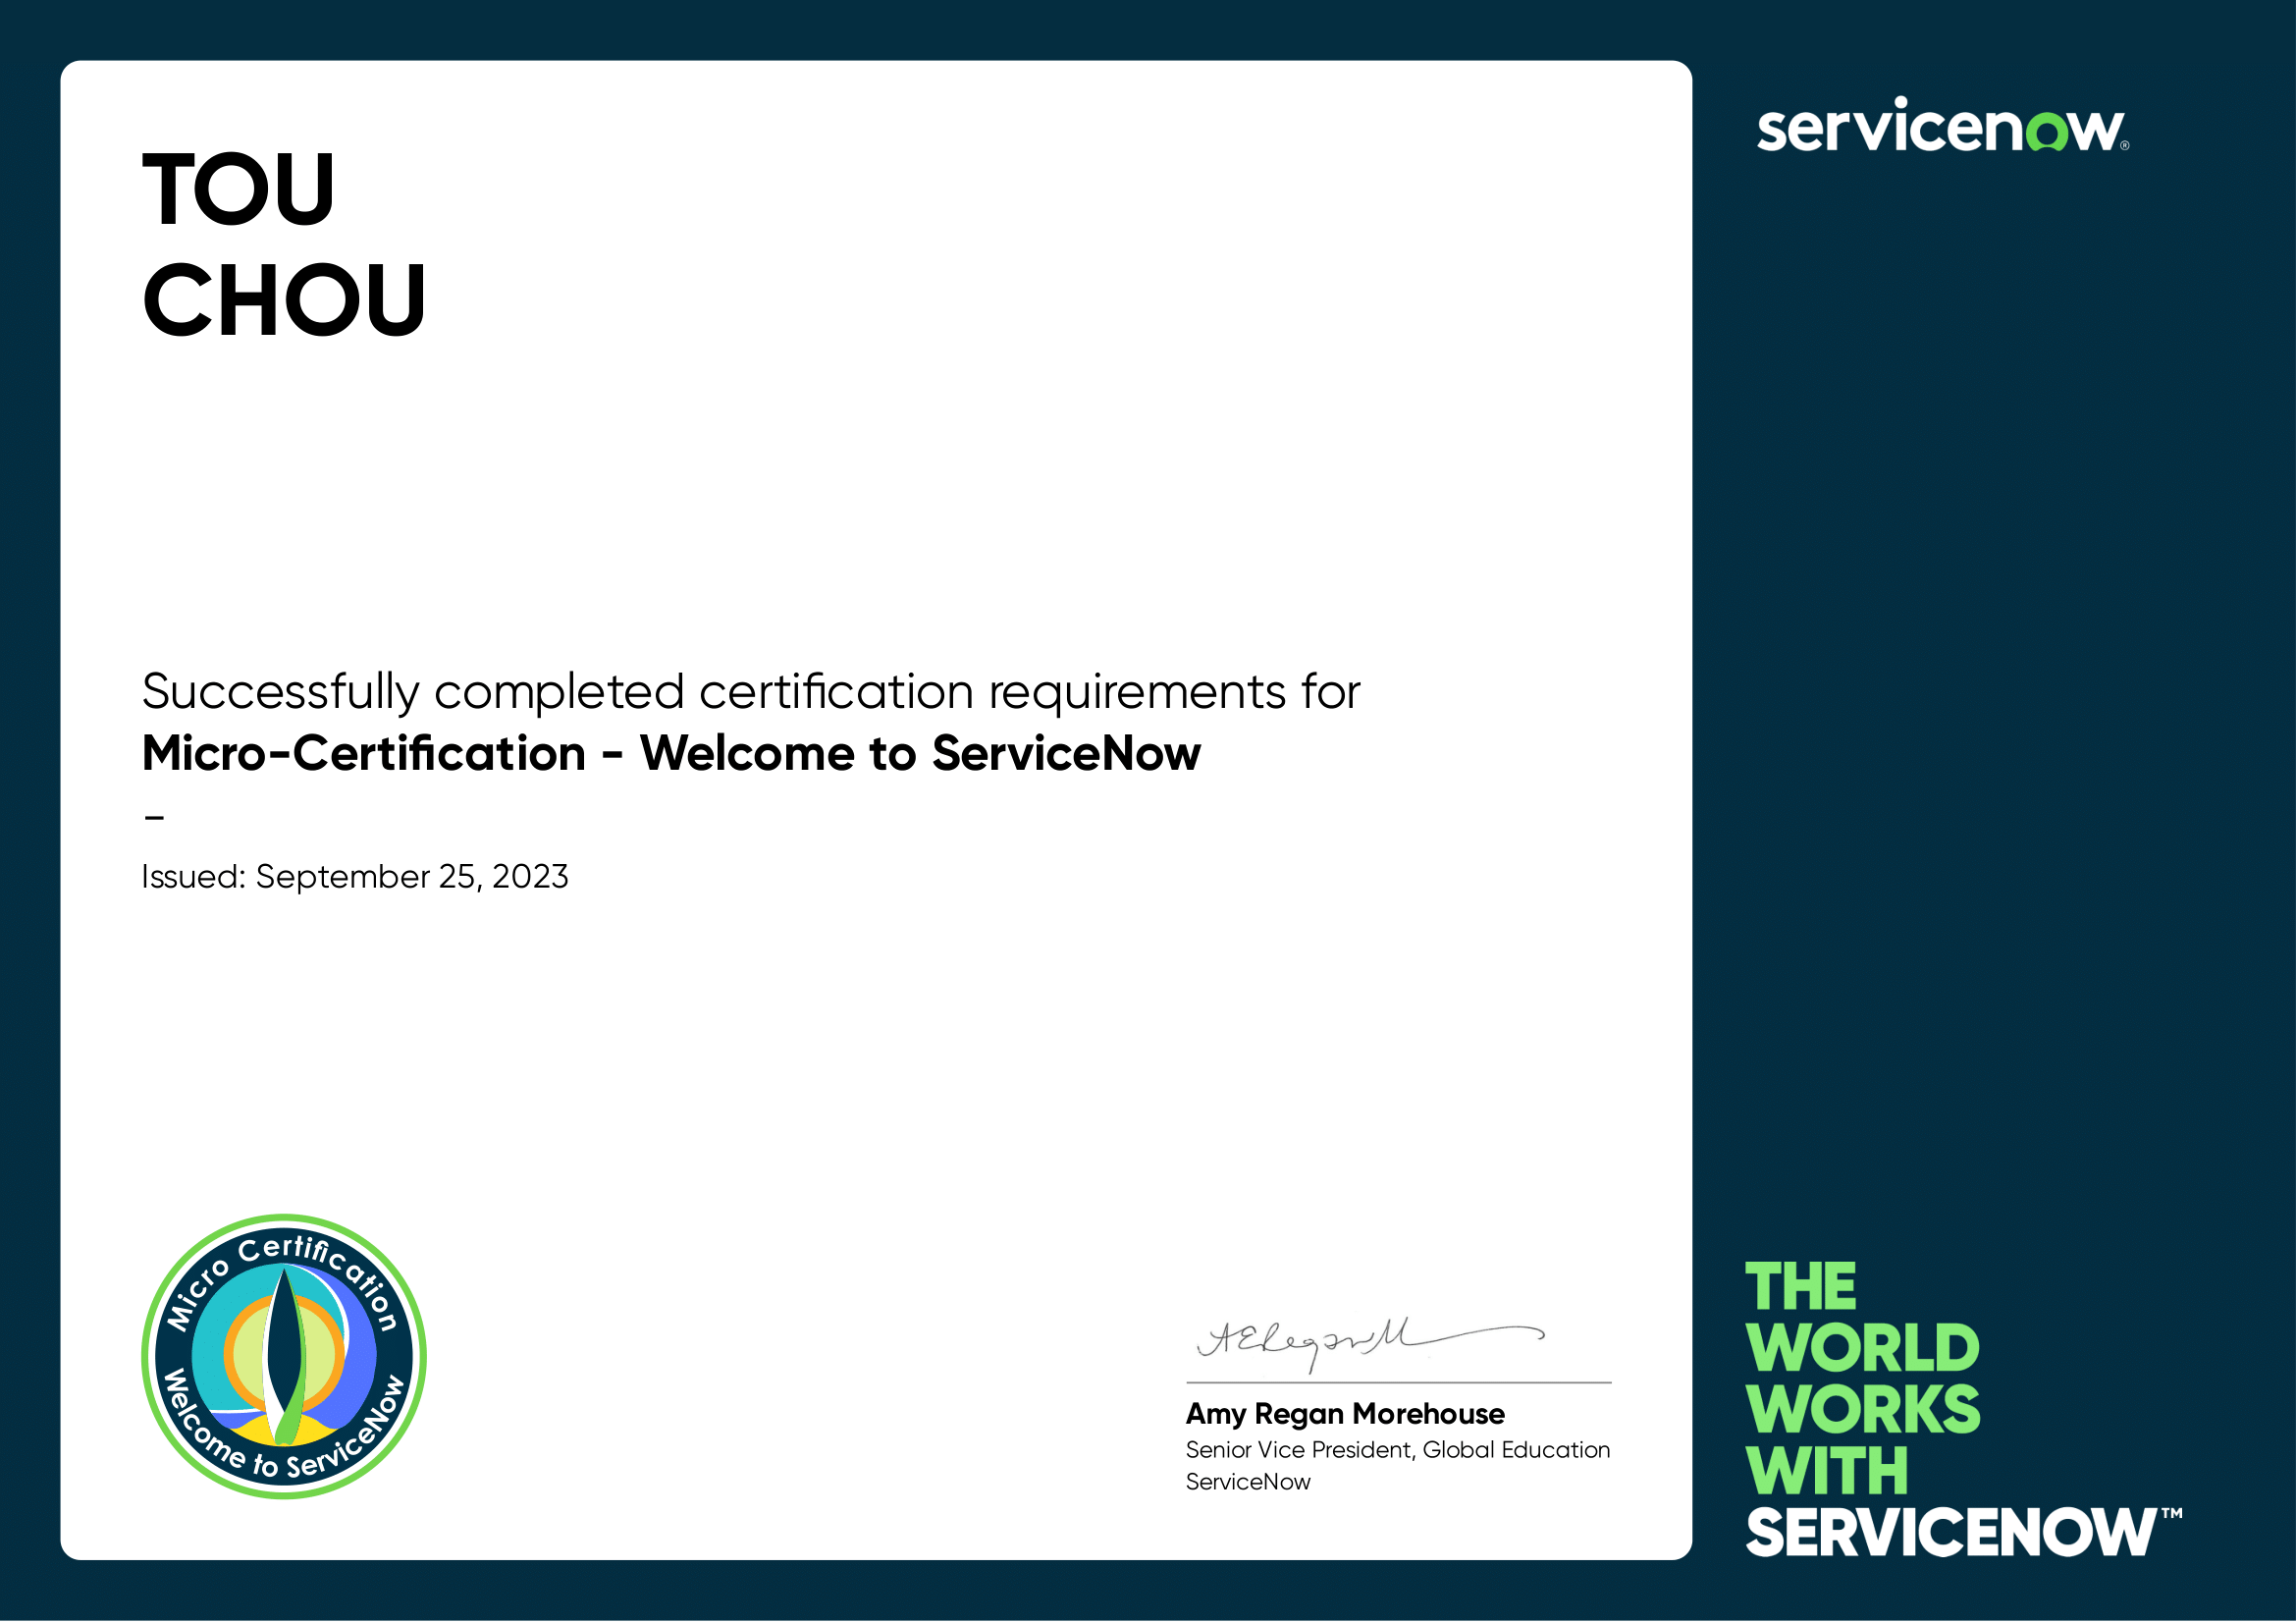 TOU
CHOU
servicenow®
Successfully completed certification requirements for
Micro-Certification - Welcome to ServiceNow
–
Issued: September 25, 2023
Micro Certification
Welcome to ServiceNow
Amy Regan Morehouse
Senior Vice President, Global Education
ServiceNow
THE
WORLD
WORKS
WITH
SERVICENOW™